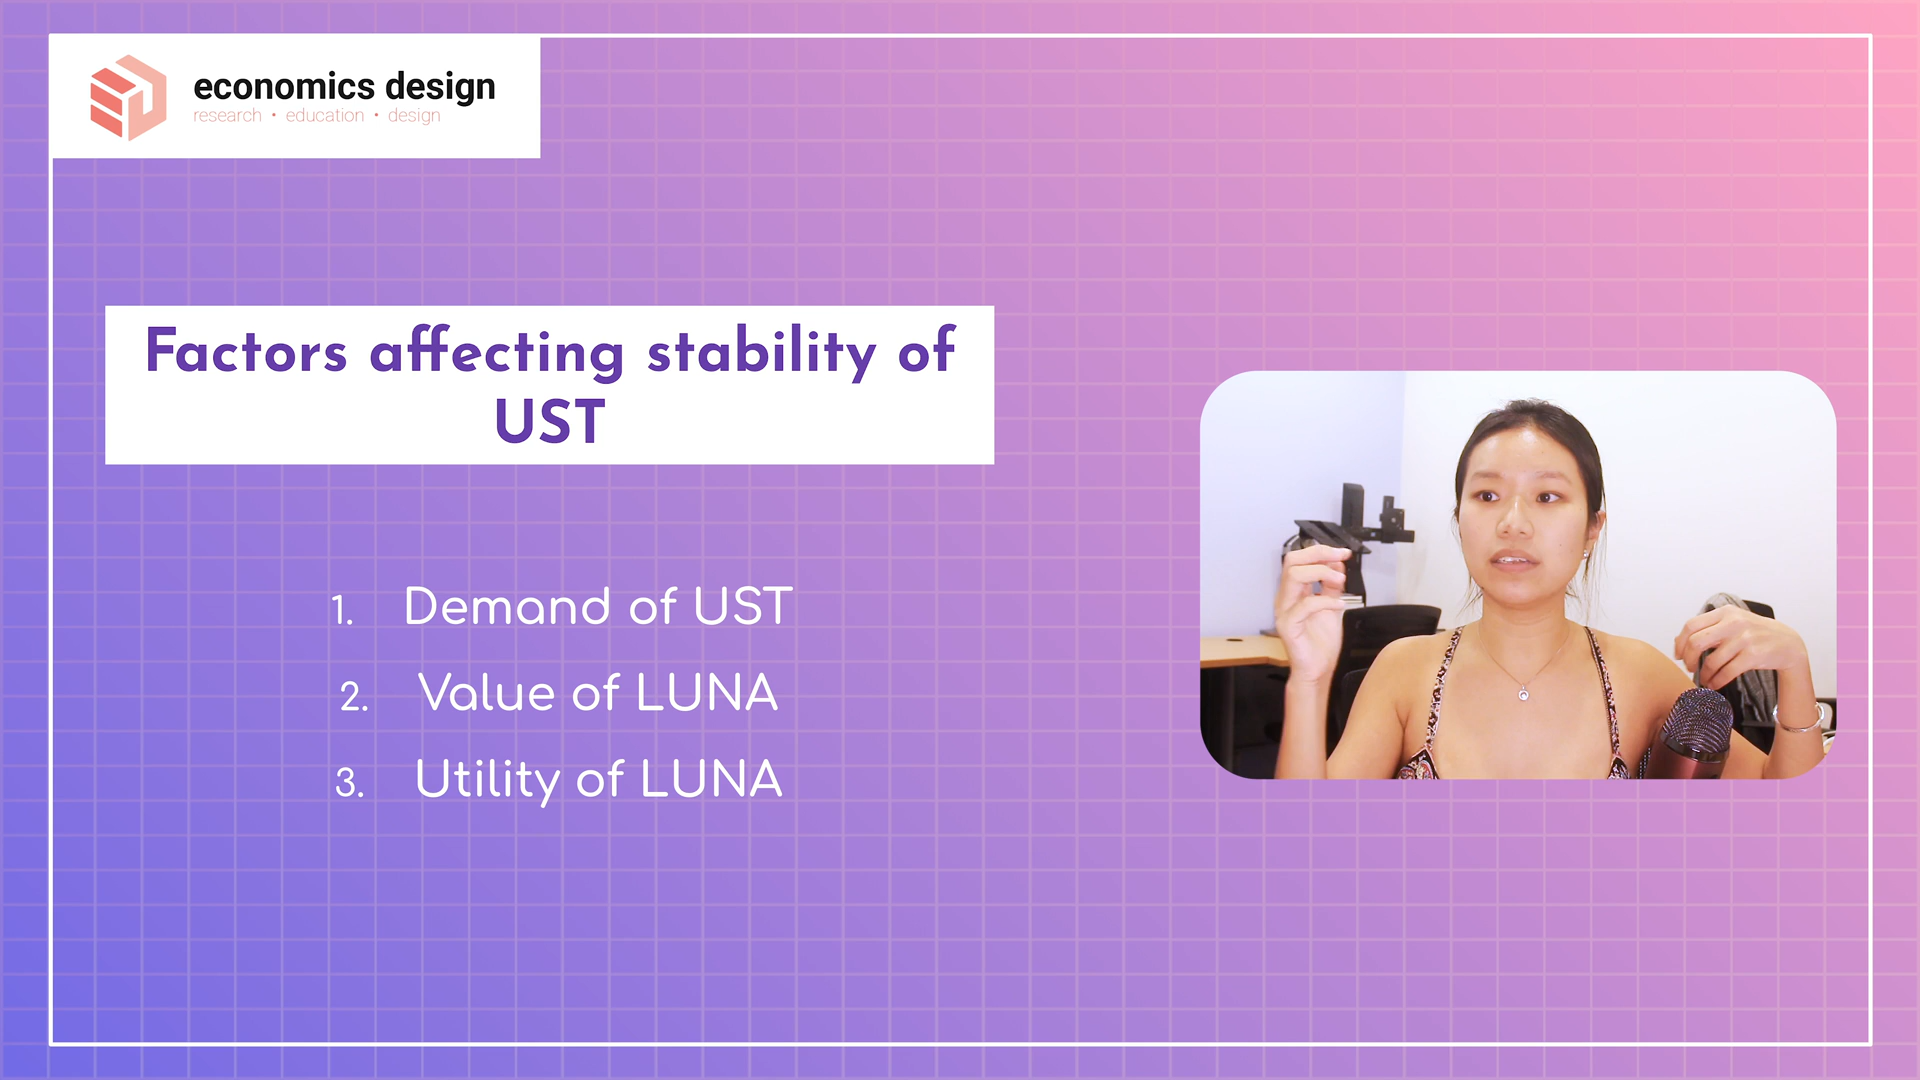 economics design
research • education • design
Factors affecting stability of
UST
1. Demand of UST
2. Value of LUNA
3. Utility of LUNA